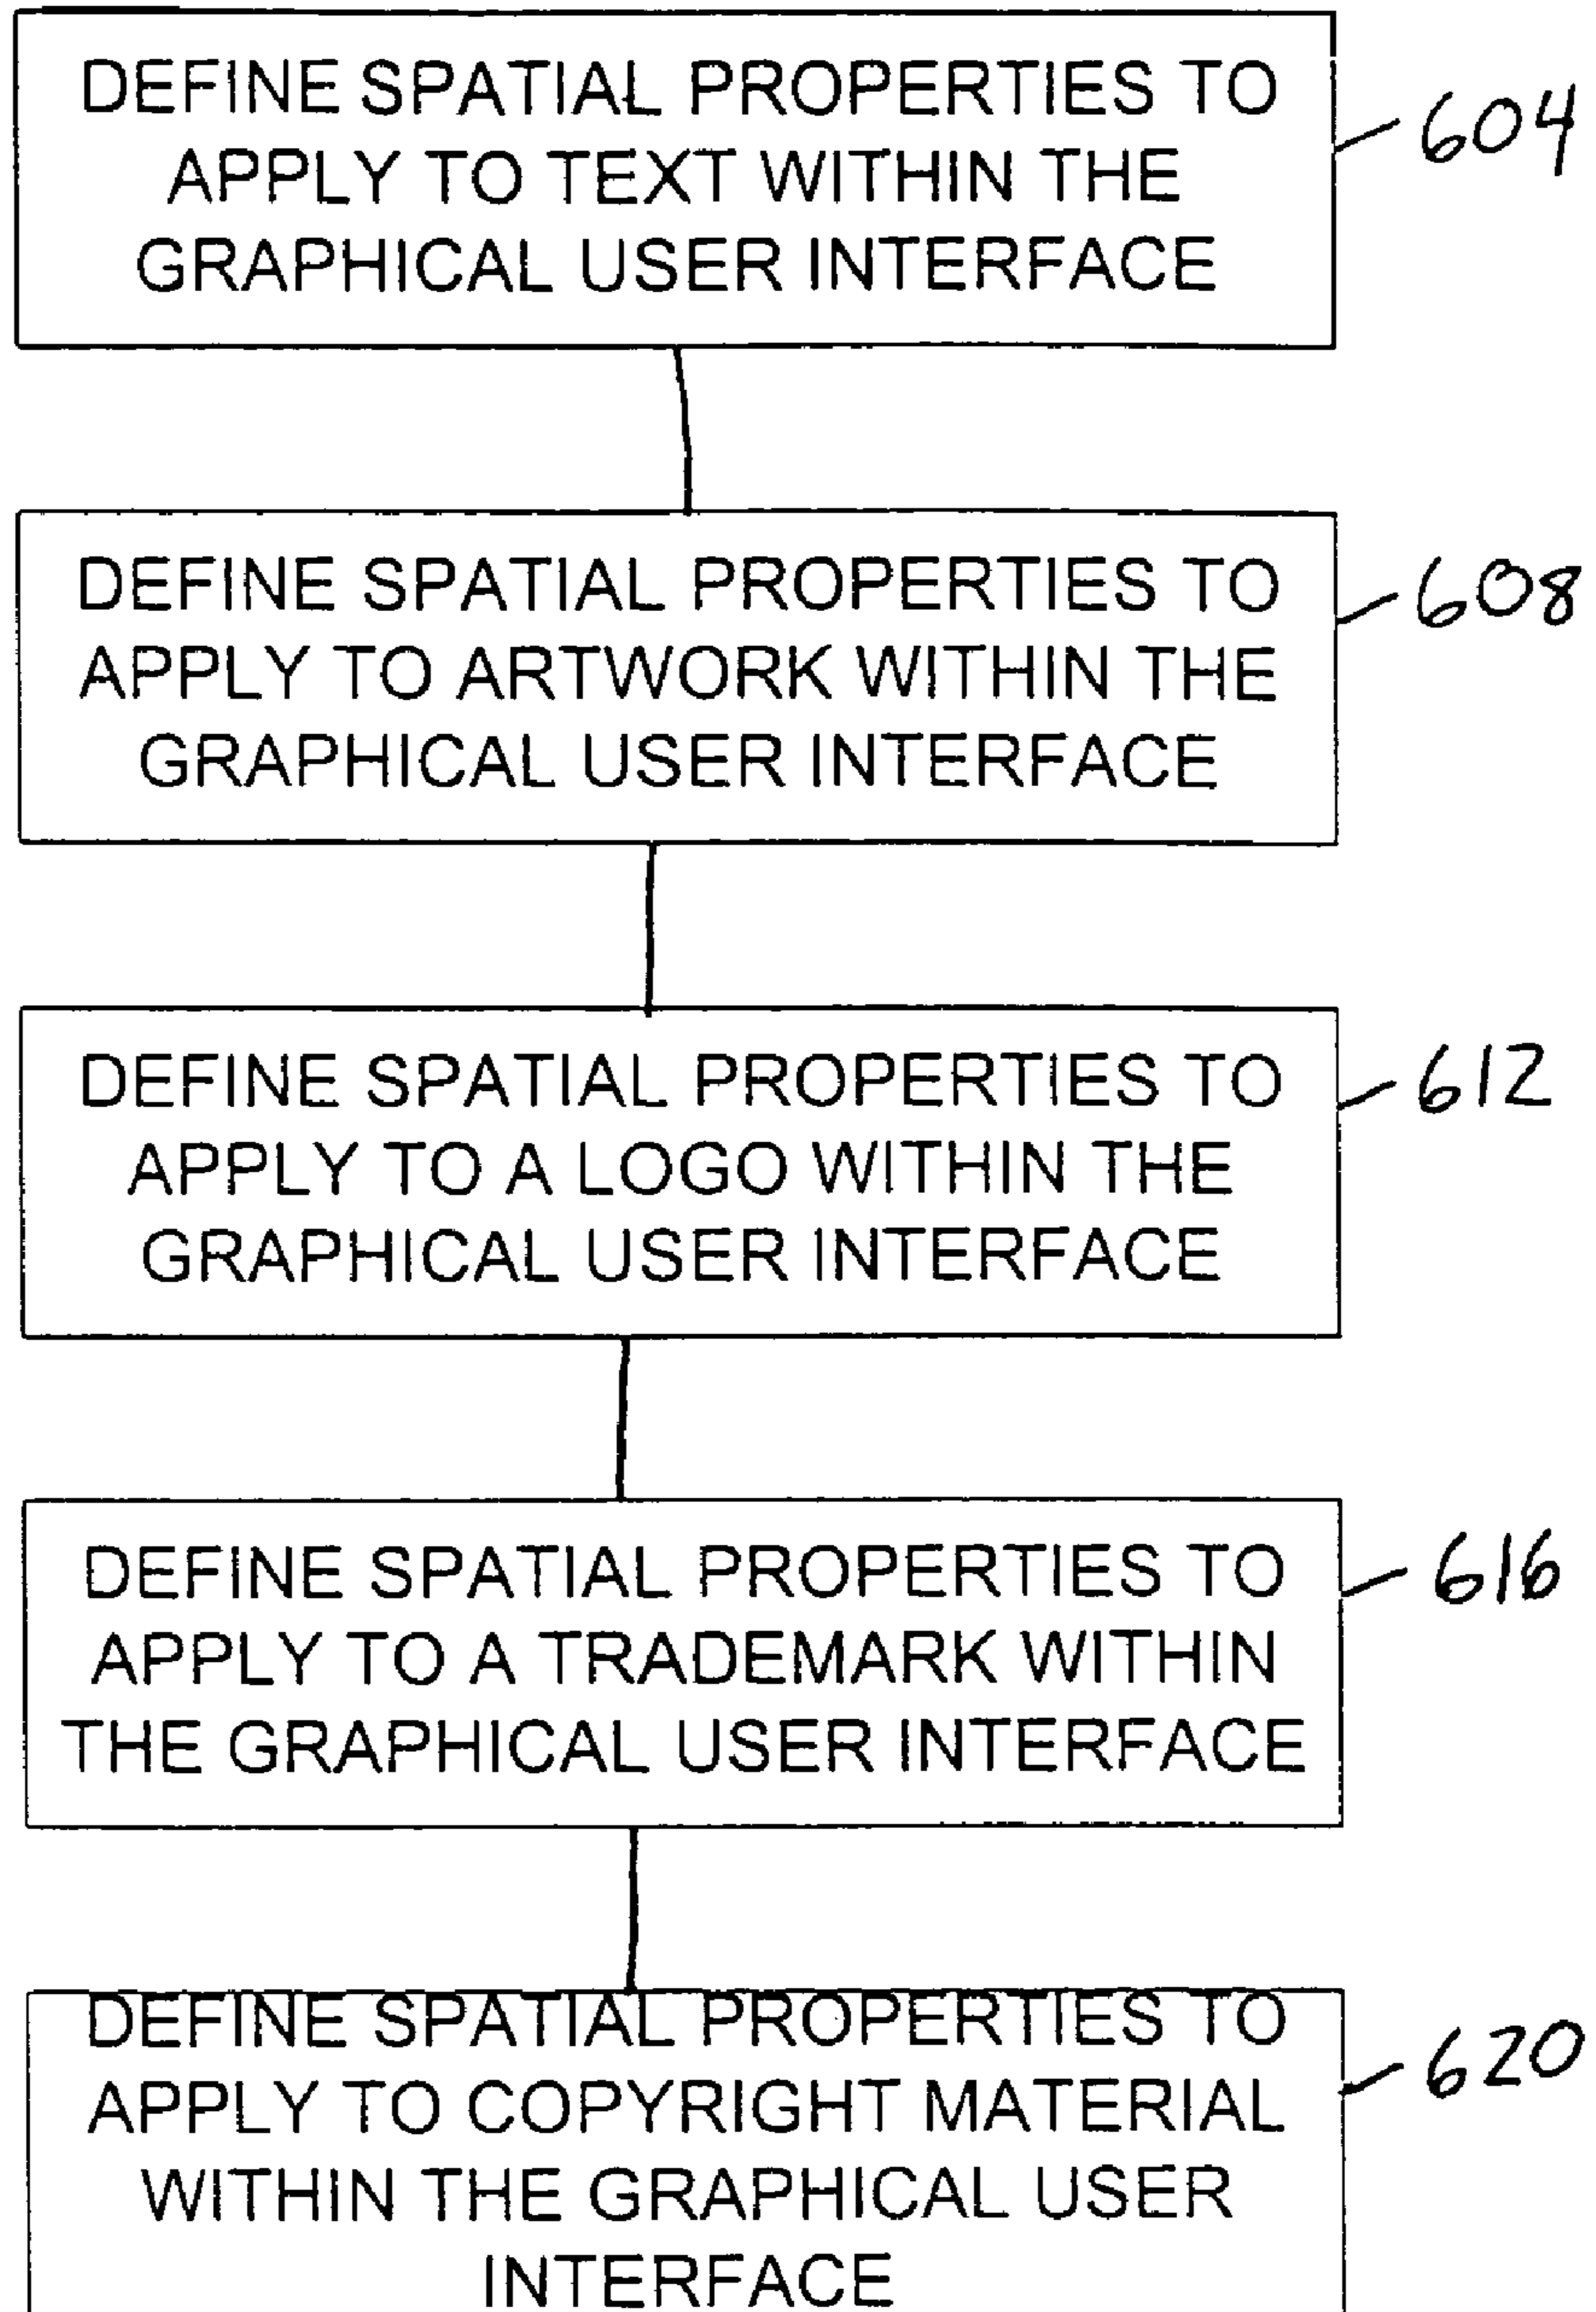 DEFINE SPATIAL PROPERTIES TO
APPLY TO TEXT WITHIN THE
GRAPHICAL USER INTERFACE
604
DEFINE SPATIAL PROPERTIES TO
APPLY TO ARTWORK WITHIN THE
GRAPHICAL USER INTERFACE
608
DEFINE SPATIAL PROPERTIES TO
APPLY TO A LOGO WITHIN THE
GRAPHICAL USER INTERFACE
612
DEFINE SPATIAL PROPERTIES TO
APPLY TO A TRADEMARK WITHIN
THE GRAPHICAL USER INTERFACE
616
DEFINE SPATIAL PROPERTIES TO
APPLY TO COPYRIGHT MATERIAL
WITHIN THE GRAPHICAL USER
INTERFACE
620